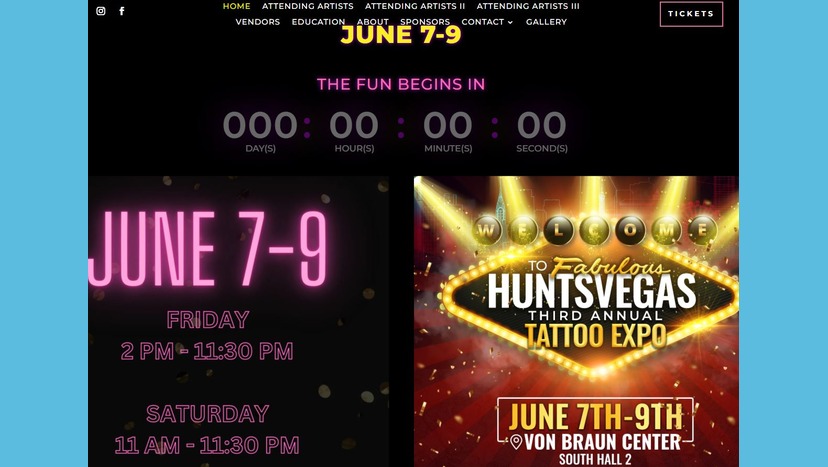 HOME ATTENDING ARTISTS ATTENDING ARTISTS II ATTENDING ARTISTS III
VENDORS EDUCATION ABOUT SPONSORS CONTACT GALLERY
TICKETS
JUNE 7-9
THE FUN BEGINS IN
000 : 00 : 00 : 00
DAY(S) HOUR(S) MINUTE(S) SECOND(S)
JUNE 7-9
FRIDAY
2 PM - 11:30 PM
SATURDAY
11 AM - 11:30 PM
WELCOME
TO Fabulous
HUNTSVEGAS
THIRD ANNUAL
TATTOO EXPO
JUNE 7TH-9TH
VON BRAUN CENTER
SOUTH HALL 2